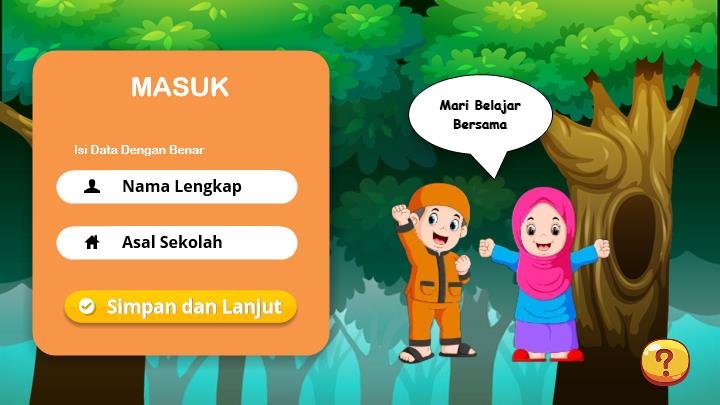 MASUK
Isi Data Dengan Benar
Nama Lengkap
Asal Sekolah
Simpan dan Lanjut
Mari Belajar
Bersama
?